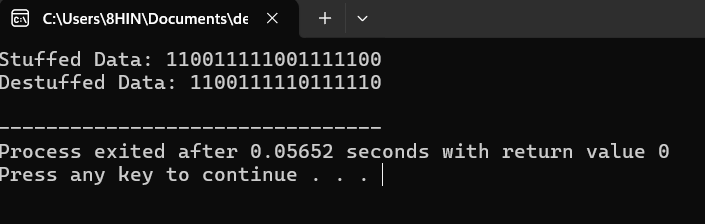 C:\Users\8HIN\Documents\de
Stuffed Data: 110011111001111100
Destuffed Data: 1100111110111110
--------------------------------
Process exited after 0.05652 seconds with return value 0
Press any key to continue . . .